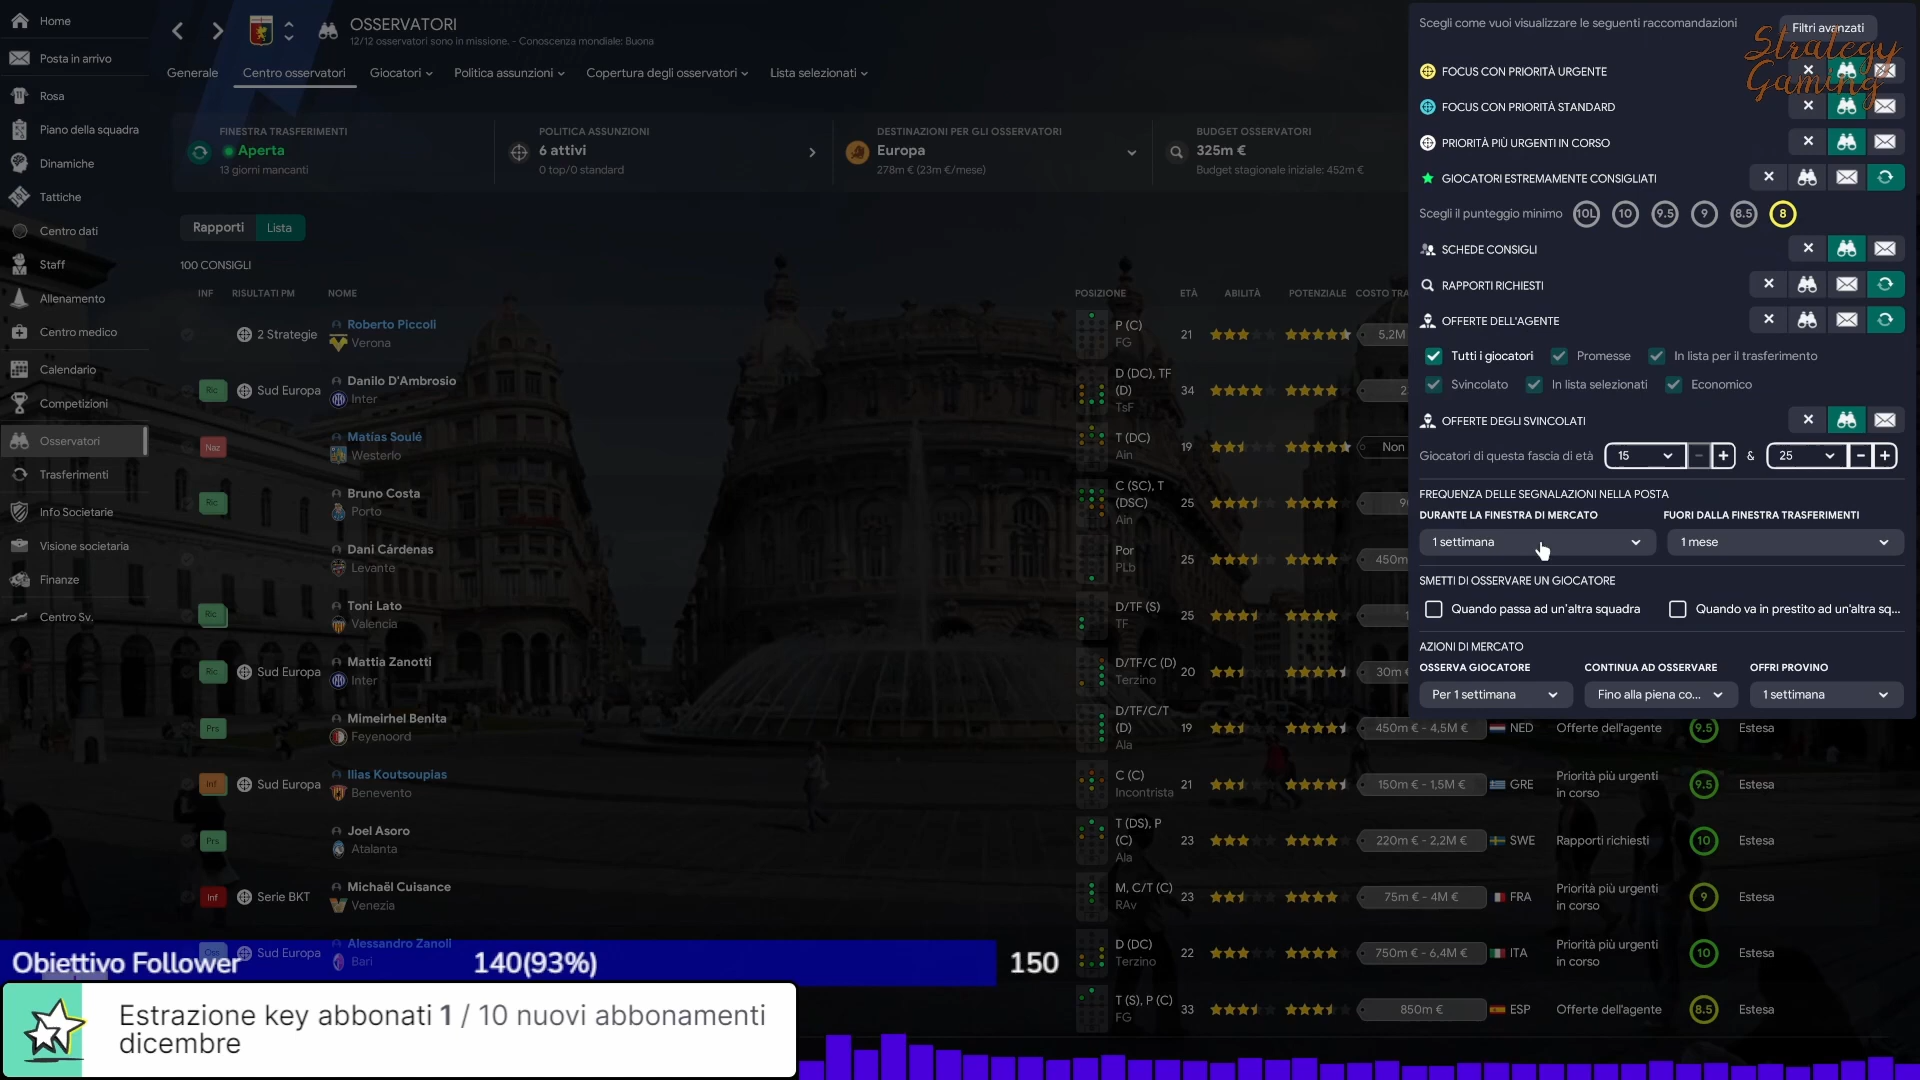 Home
Posta in arrivo
Rosa
Piano della squadra
Dinamiche
Tattiche
Centro dati
Staff
Allenamento
Centro medico
Calendario
Competizioni
Osservatori
Trasferimenti
Info Societarie
Visione societaria
Finanze
Centro Sv.
OSSERVATORI
12/12 osservatori sono in missione. - Conoscenza mondiale: Buona
Generale
Centro osservatori
Giocatori
Politica assunzioni
Copertura degli osservatori
Lista selezionati
FINESTRA TRASFERIMENTI
Aperta
13 giorni mancanti
POLITICA ASSUNZIONI
6 attivi
0 top/0 standard
DESTINAZIONI PER GLI OSSERVATORI
Europa
278m € (23m €/mese)
BUDGET OSSERVATORI
325m €
Budget stagionale iniziale: 452m €
Rapporti
Lista
100 CONSIGLI
INF RISULTATI PM NOME POSIZIONE ETÀ ABILITÀ POTENZIALE COSTO TRA
2 Strategie Roberto Piccoli P (C) 21 5,2M
Verona FG
Ric Sud Europa Danilo D'Ambrosio D (DC), TF (D) 34 2
Inter TsF
Naz Matías Soulé T (DC) 19 Non
Westerlo Ain
Ric Bruno Costa C (SC), T (DSC) 25 9
Porto Ain
Dani Cárdenas Por 25 450m
Levante PLb
Ric Toni Lato D/TF (S) 25 1
Valencia TF
Ric Sud Europa Mattia Zanotti D/TF/C (D) 20 30m €
Inter Terzino
Prs Mimeirhel Benita D/TF/C/T (D) 19 450m € - 4,5M € NED Offerte dell'agente 9.5 Estesa
Feyenoord Ala
Inf Sud Europa Ilias Koutsoupias C (C) 21 150m € - 1,5M € GRE Priorità più urgenti in corso 9.5 Estesa
Benevento Incontrista
Prs Joel Asoro T (DS), P (C) 23 220m € - 2,2M € SWE Rapporti richiesti 10 Estesa
Atalanta Ala
Inf Serie BKT Michaël Cuisance M, C/T (C) 23 75m € - 4M € FRA Priorità più urgenti in corso 9 Estesa
Venezia RAv
Sud Europa Alessandro Zanoli D (DC) 22 750m € - 6,4M € ITA Priorità più urgenti in corso 10 Estesa
Bari Terzino
T (S), P (C) 33 850m € ESP Offerte dell'agente 8.5 Estesa
FG
Scegli come vuoi visualizzare le seguenti raccomandazioni
Filtri avanzati
Strategy
Gaming
FOCUS CON PRIORITÀ URGENTE
FOCUS CON PRIORITÀ STANDARD
PRIORITÀ PIÙ URGENTI IN CORSO
GIOCATORI ESTREMAMENTE CONSIGLIATI
Scegli il punteggio minimo 10L 10 9.5 9 8.5 8
SCHEDE CONSIGLI
RAPPORTI RICHIESTI
OFFERTE DELL'AGENTE
Tutti i giocatori Promesse In lista per il trasferimento
Svincolato In lista selezionati Economico
OFFERTE DEGLI SVINCOLATI
Giocatori di questa fascia di età 15 - + & 25 - +
FREQUENZA DELLE SEGNALAZIONI NELLA POSTA
DURANTE LA FINESTRA DI MERCATO FUORI DALLA FINESTRA TRASFERIMENTI
1 settimana 1 mese
SMETTI DI OSSERVARE UN GIOCATORE
Quando passa ad un'altra squadra Quando va in prestito ad un'altra sq...
AZIONI DI MERCATO
OSSERVA GIOCATORE CONTINUA AD OSSERVARE OFFRI PROVINO
Per 1 settimana Fino alla piena co... 1 settimana
Obiettivo Follower 140(93%) 150
Estrazione key abbonati 1 / 10 nuovi abbonamenti
dicembre